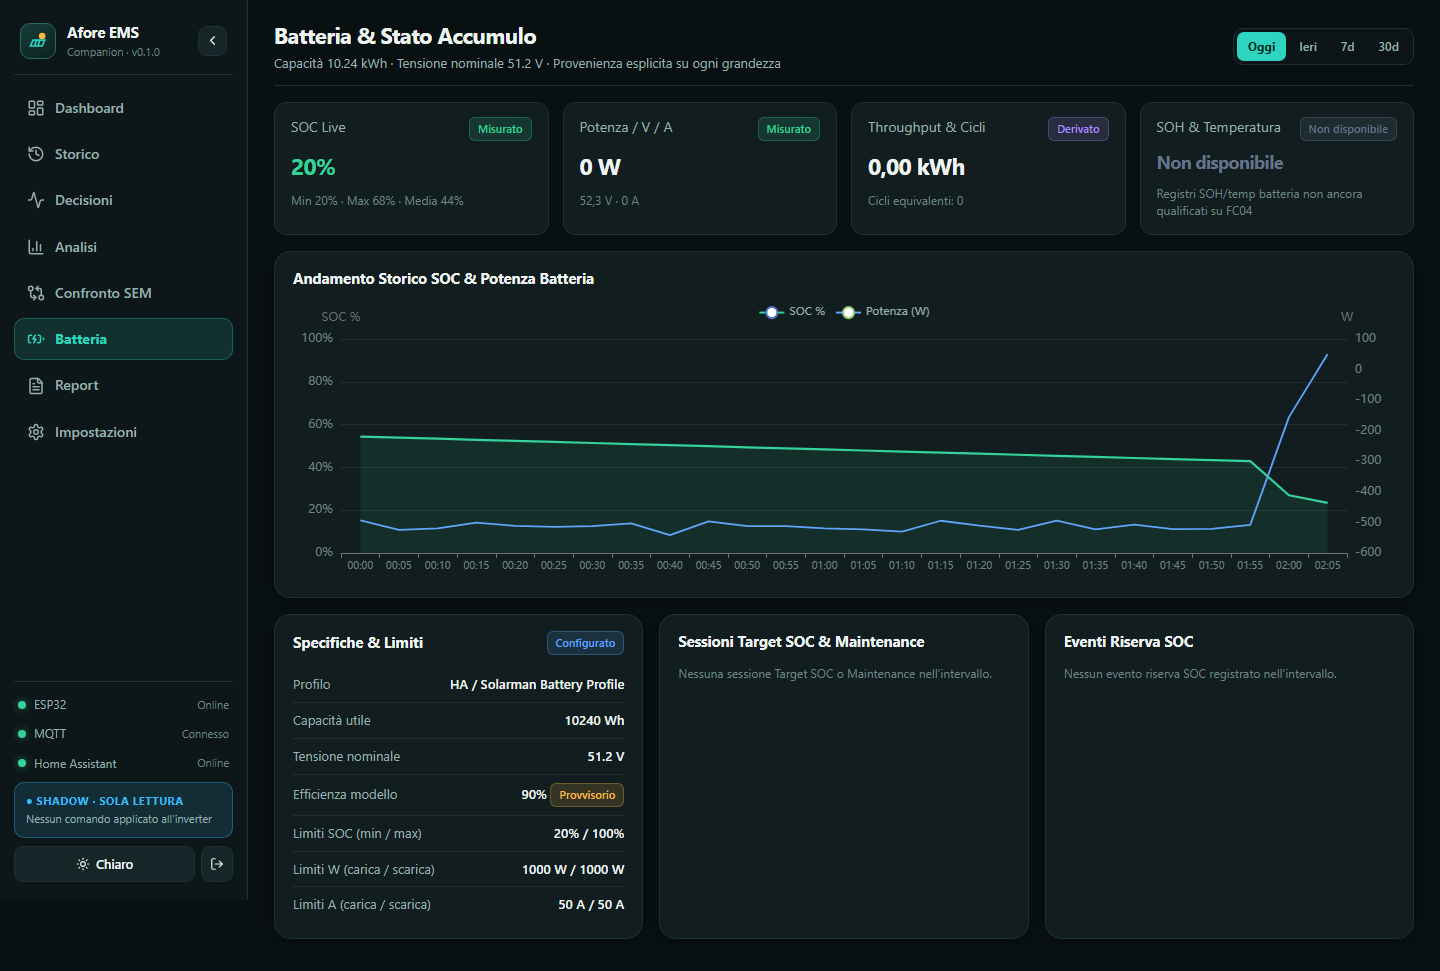 Afore EMS
Companion · v0.1.0
Dashboard
Storico
Decisioni
Analisi
Confronto SEM
Batteria
Report
Impostazioni
ESP32 Online
MQTT Connesso
Home Assistant Online
SHADOW · SOLA LETTURA
Nessun comando applicato all'inverter
Chiaro
Batteria & Stato Accumulo
Capacità 10.24 kWh · Tensione nominale 51.2 V · Provenienza esplicita su ogni grandezza
Oggi Ieri 7d 30d
SOC Live Misurato
20%
Min 20% · Max 68% · Media 44%
Potenza / V / A Misurato
0 W
52,3 V · 0 A
Throughput & Cicli Derivato
0,00 kWh
Cicli equivalenti: 0
SOH & Temperatura Non disponibile
Non disponibile
Registri SOH/temp batteria non ancora
qualificati su FC04
Andamento Storico SOC & Potenza Batteria
SOC % Potenza (W)
SOC % W
100% 100
80% 0
60% -100
40% -200
20% -300
0% -400
-500
-600
00:00 00:05 00:10 00:15 00:20 00:25 00:30 00:35 00:40 00:45 00:50 00:55 01:00 01:05 01:10 01:15 01:20 01:25 01:30 01:35 01:40 01:45 01:50 01:55 02:00 02:05
Specifiche & Limiti Configurato
Profilo HA / Solarman Battery Profile
Capacità utile 10240 Wh
Tensione nominale 51.2 V
Efficienza modello 90% Provvisorio
Limiti SOC (min / max) 20% / 100%
Limiti W (carica / scarica) 1000 W / 1000 W
Limiti A (carica / scarica) 50 A / 50 A
Sessioni Target SOC & Maintenance
Nessuna sessione Target SOC o Maintenance nell'intervallo.
Eventi Riserva SOC
Nessun evento riserva SOC registrato nell'intervallo.